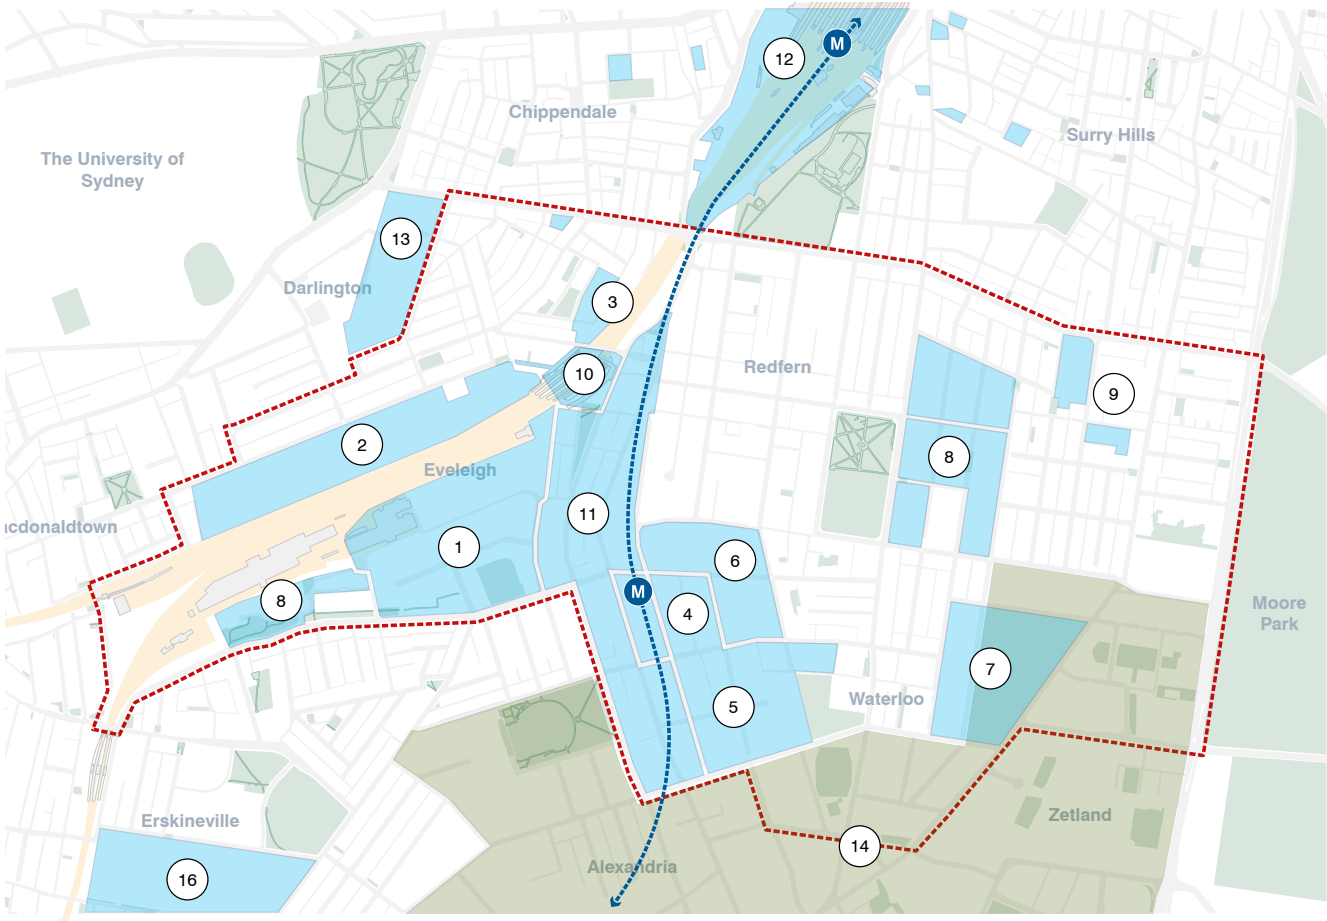 M
12
Chippendale
Surry Hills
The University of
Sydney
13
Darlington
3
10
Redfern
9
2
8
Eveleigh
11
acdonaldtown
1
6
8
M
4
Moore
Park
7
Waterloo
5
Erskineville
Zetland
14
Alexandria
16